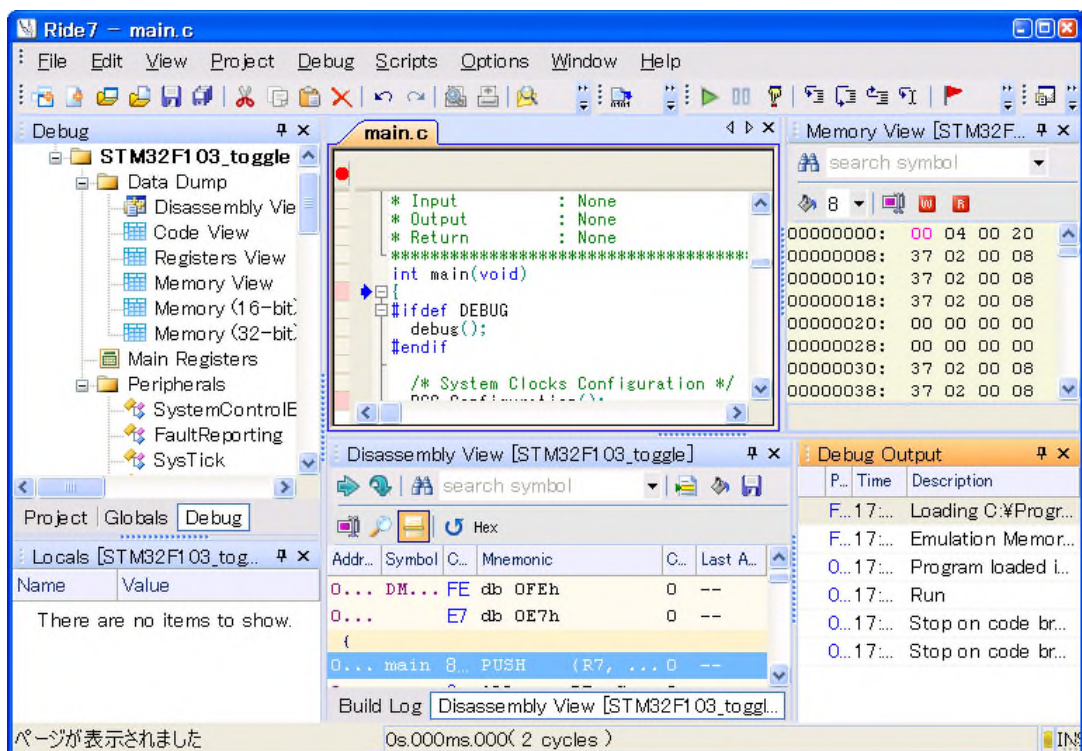 Ride7 - main.c
File Edit View Project Debug Scripts Options Window Help
Debug
STM32F103_toggle
Data Dump
Disassembly Vie
Code View
Registers View
Memory View
Memory (16-bit)
Memory (32-bit)
Main Registers
Peripherals
SystemControlE
FaultReporting
SysTick
Project Globals Debug
Locals [STM32F103_tog...
Name Value
There are no items to show.
main.c
* Input : None
* Output : None
* Return : None
int main(void)
{
#ifdef DEBUG
debug();
#endif
/* System Clocks Configuration */
Memory View [STM32F...
search symbol
8 W R
00000000: 00 04 00 20
00000008: 37 02 00 08
00000010: 37 02 00 08
00000018: 37 02 00 08
00000020: 00 00 00 00
00000028: 00 00 00 00
00000030: 37 02 00 08
00000038: 37 02 00 08
Disassembly View [STM32F103_toggle]
search symbol
Hex
Addr... Symbol C... Mnemonic C... Last A...
0... DM... FE db 0FEh 0 --
0... E7 db 0E7h 0 --
{
0... main 8... PUSH {R7, ... 0 --
Build Log Disassembly View [STM32F103_toggl...
Debug Output
P... Time Description
F... 17:... Loading C:¥Progr...
F... 17:... Emulation Memor...
0... 17:... Program loaded i...
0... 17:... Run
0... 17:... Stop on code br...
0... 17:... Stop on code br...
ページが表示されました
0s.000ms.000( 2 cycles )